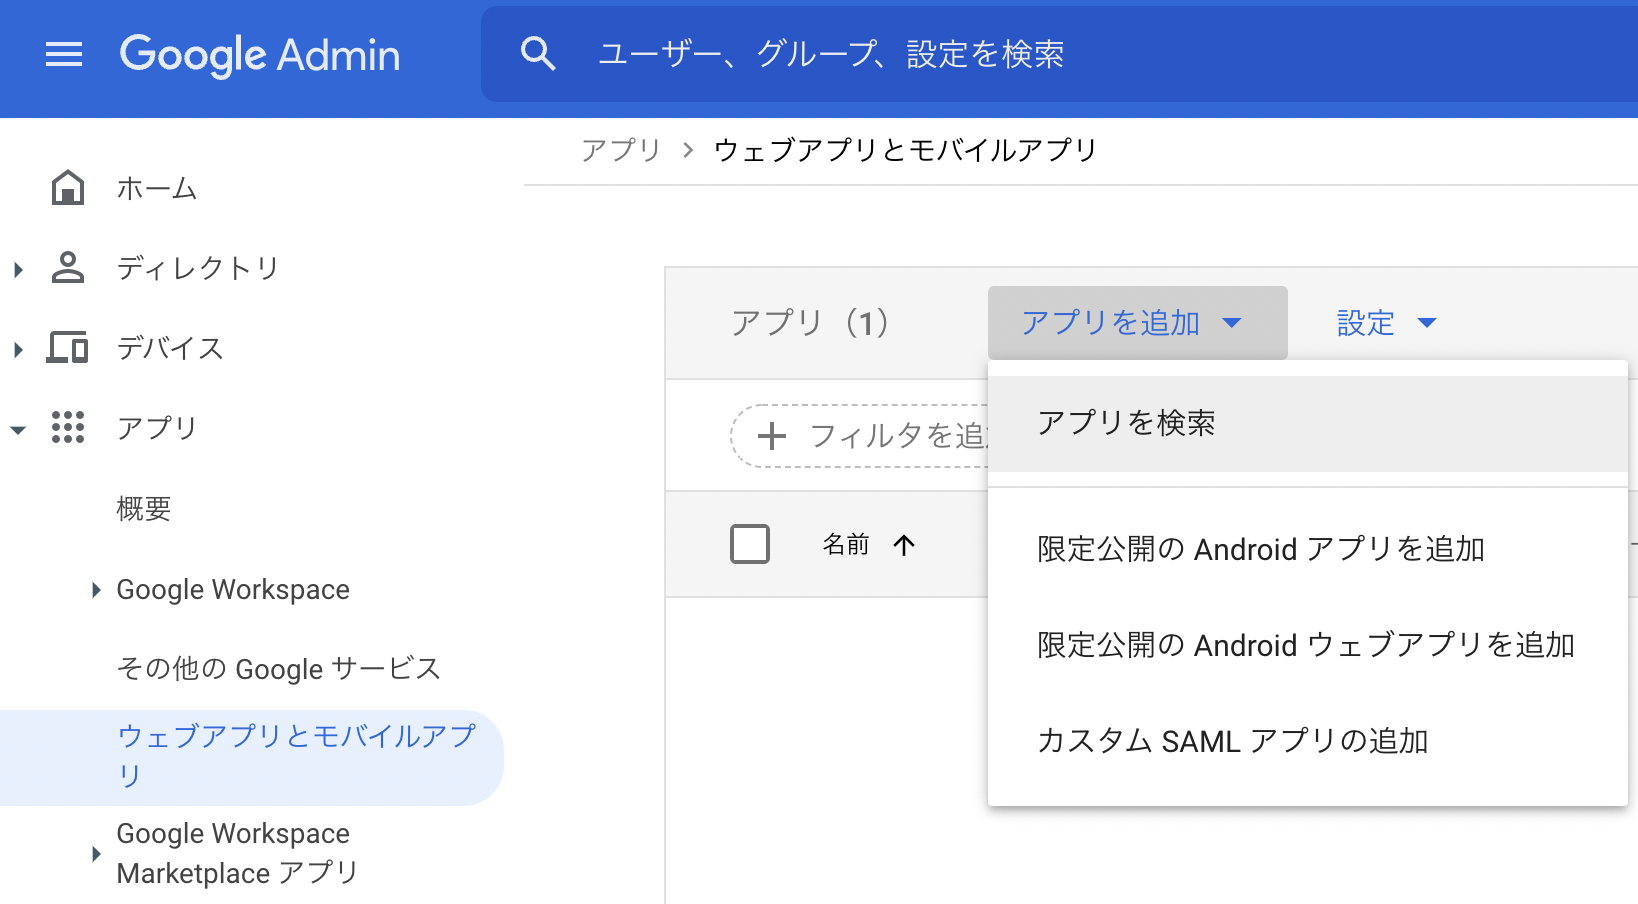 Google Admin
ユーザー、グループ、設定を検索
アプリ > ウェブアプリとモバイルアプリ
ホーム
ディレクトリ
デバイス
アプリ
概要
Google Workspace
その他の Google サービス
ウェブアプリとモバイルアプ
リ
Google Workspace
Marketplace アプリ
アプリ（1）
アプリを追加
設定
フィルタを追
名前
アプリを検索
限定公開の Android アプリを追加
限定公開の Android ウェブアプリを追加
カスタム SAML アプリの追加